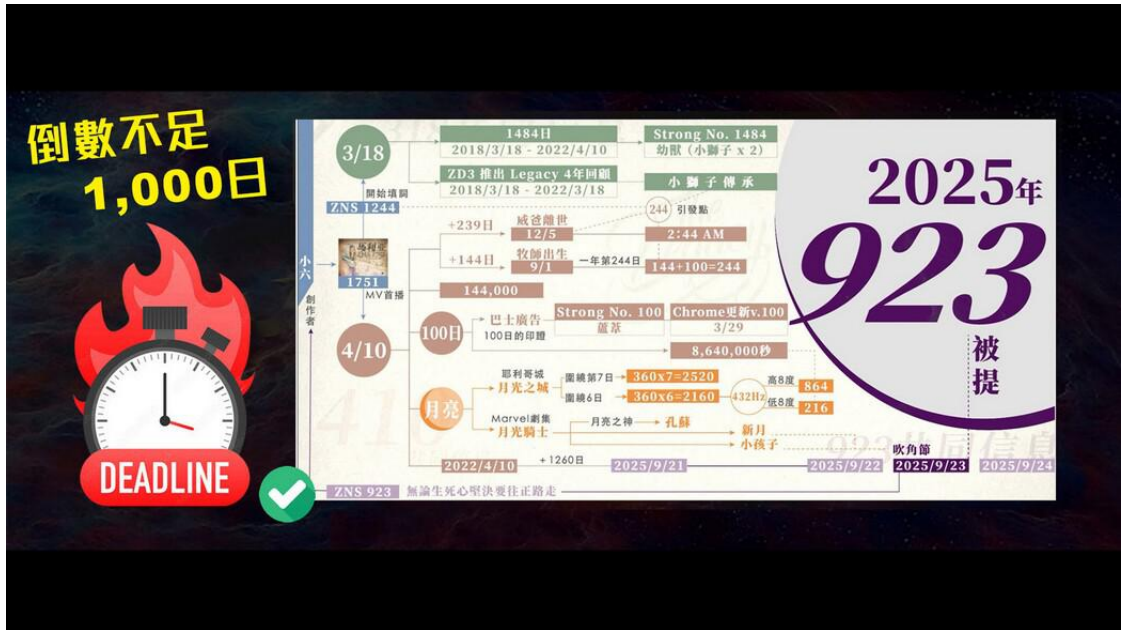 倒數不足
1,000日
DEADLINE
3/18
1484日
2018/3/18 - 2022/4/10
Strong No. 1484
幼獸（小獅子 x 2）
ZD3 推出 Legacy 4年回顧
2018/3/18 - 2022/3/18
小獅子傳承
開始填詞
ZNS 1244
小六
創作者
1751
MV首播
+239日
威爸離世
12/5
244
引發點
2:44 AM
+144日
牧師出生
9/1
一年第244日
144+100=244
144,000
4/10
100日
巴士廣告
100日的印證
Strong No. 100
蘆葦
Chrome更新v.100
3/29
8,640,000秒
月亮
耶利哥城
月光之城
圍繞第7日
360x7=2520
圍繞6日
360x6=2160
432Hz
高8度
864
低8度
216
Marvel劇集
月光騎士
月亮之神
孔蘇
新月
小孩子
2022/4/10
+1260日
2025/9/21
2025/9/22
吹角節
2025/9/23
2025/9/24
ZNS 923
無論生死心堅決要往正路走
2025年
923
被提